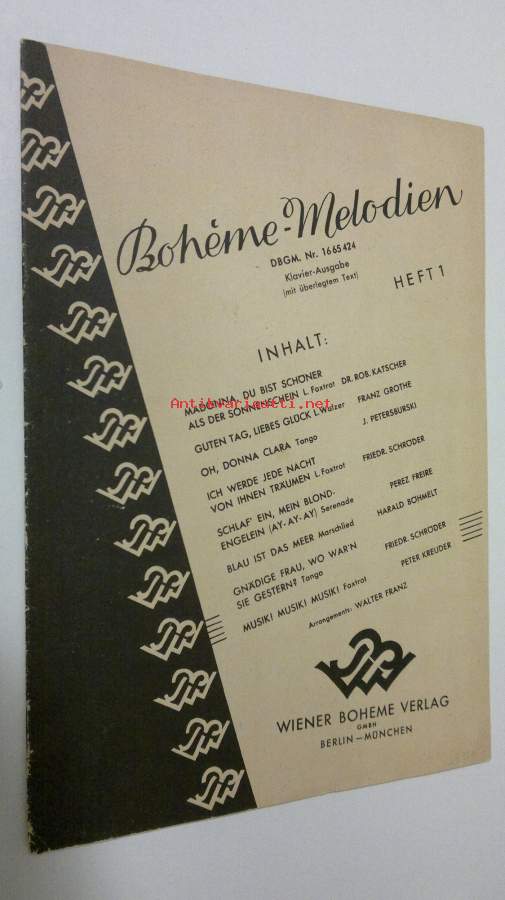 Bohème-Melodien
DBGM. Nr. 1665424
Klavier-Ausgabe
(mit überlegtem Text)
HEFT 1
INHALT:
MADONNA, DU BIST SCHÖNER
ALS DER SONNENSCHEIN L. Foxtrot DR. ROB. KATSCHER
GUTEN TAG, LIEBES GLÜCK L. Walzer FRANZ GROTHE
OH, DONNA CLARA Tango J. PETERSBURSKI
ICH WERDE JEDE NACHT
VON IHNEN TRÄUMEN L. Foxtrot FRIEDR. SCHRÖDER
SCHLAF' EIN, MEIN BLOND-
ENGELEIN (AY-AY-AY) Serenade PEREZ FREIRE
BLAU IST DAS MEER Marschlied HARALD BÖHMELT
GNÄDIGE FRAU, WO WAR'N
SIE GESTERN? Tango FRIEDR. SCHRÖDER
MUSIK! MUSIK! MUSIK! Foxtrot PETER KREUDER
Arrangements: WALTER FRANZ
WIENER BOHEME VERLAG
GMBH
BERLIN — MÜNCHEN
Antikvariaatti.net